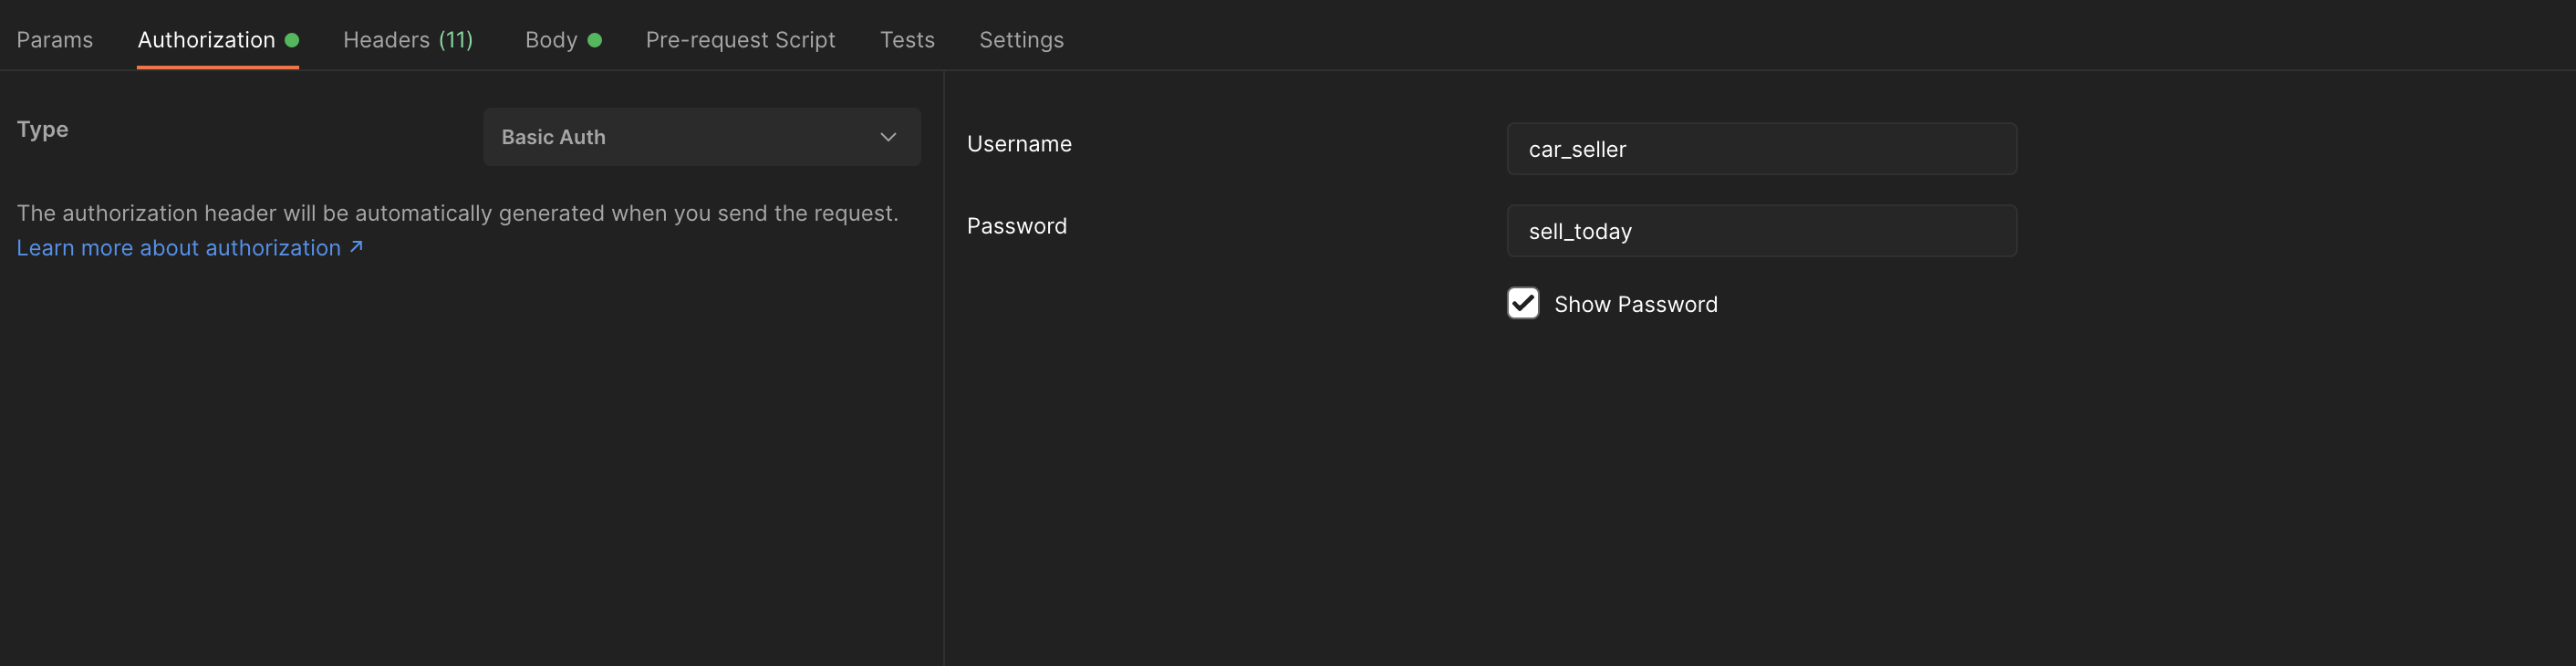 Params Authorization Headers (11) Body Pre-request Script Tests Settings
Type Basic Auth
The authorization header will be automatically generated when you send the request.
Learn more about authorization ↗
Username car_seller
Password sell_today
Show Password